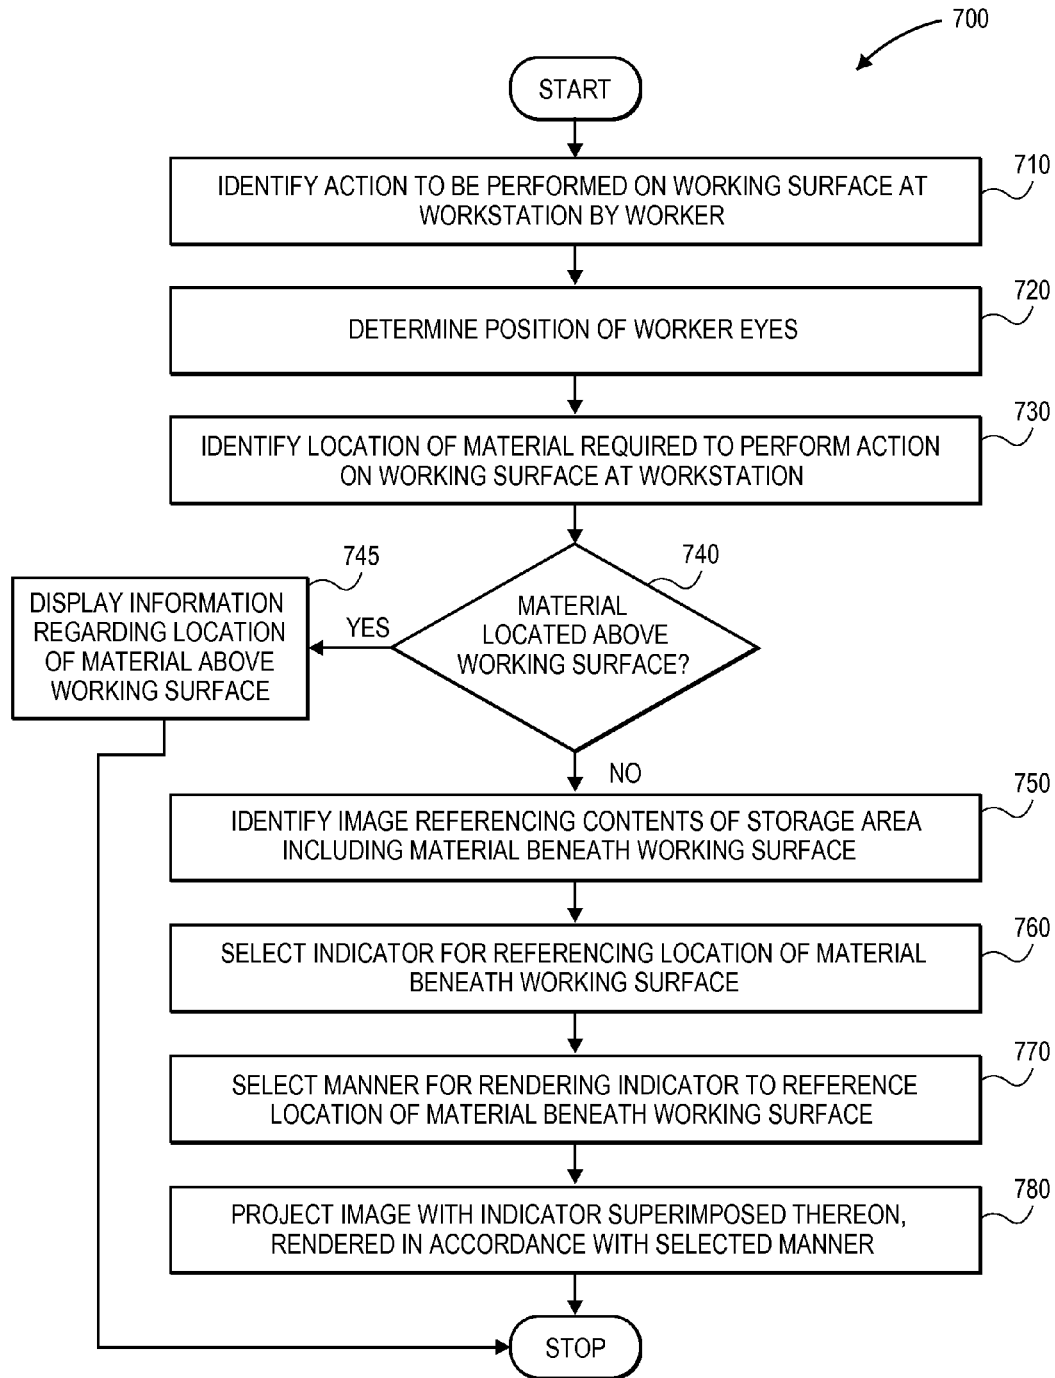 700
START
710
IDENTIFY ACTION TO BE PERFORMED ON WORKING SURFACE AT
WORKSTATION BY WORKER
720
DETERMINE POSITION OF WORKER EYES
730
IDENTIFY LOCATION OF MATERIAL REQUIRED TO PERFORM ACTION
ON WORKING SURFACE AT WORKSTATION
745
DISPLAY INFORMATION
REGARDING LOCATION
OF MATERIAL ABOVE
WORKING SURFACE
YES
740
MATERIAL
LOCATED ABOVE
WORKING SURFACE?
NO
750
IDENTIFY IMAGE REFERENCING CONTENTS OF STORAGE AREA
INCLUDING MATERIAL BENEATH WORKING SURFACE
760
SELECT INDICATOR FOR REFERENCING LOCATION OF MATERIAL
BENEATH WORKING SURFACE
770
SELECT MANNER FOR RENDERING INDICATOR TO REFERENCE
LOCATION OF MATERIAL BENEATH WORKING SURFACE
780
PROJECT IMAGE WITH INDICATOR SUPERIMPOSED THEREON,
RENDERED IN ACCORDANCE WITH SELECTED MANNER
STOP